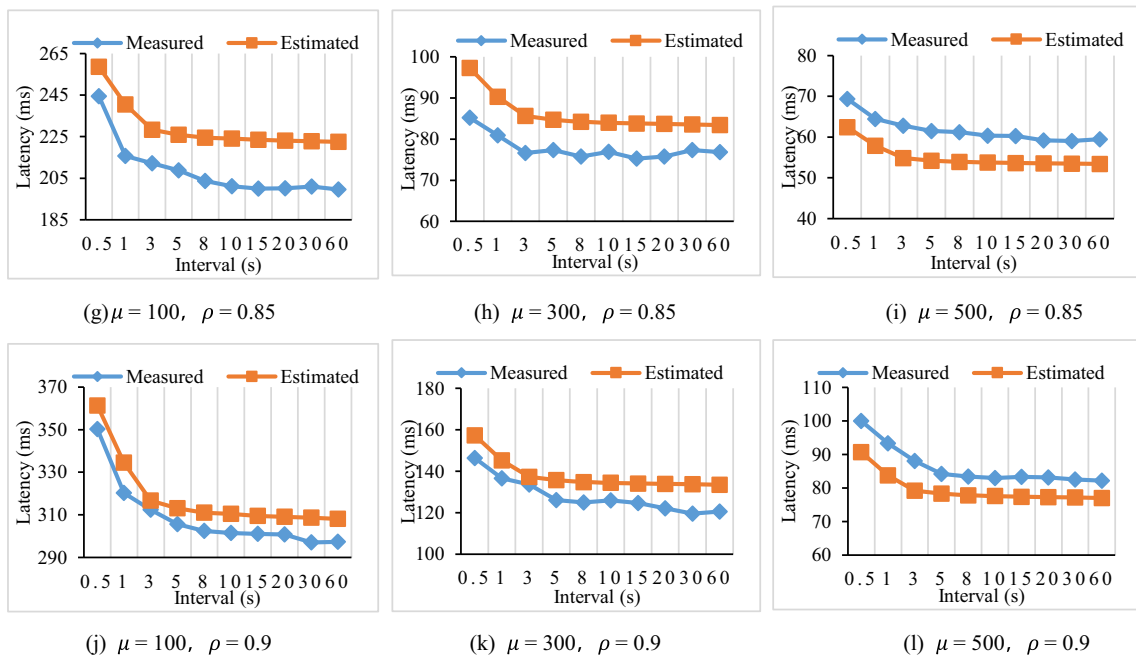 Measured Estimated
265
245
225
205
185
Latency (ms)
0.5 1 3 5 8 10 15 20 30 60
Interval (s)
(g) μ = 100, ρ = 0.85
Measured Estimated
100
90
80
70
60
Latency (ms)
0.5 1 3 5 8 10 15 20 30 60
Interval (s)
(h) μ = 300, ρ = 0.85
Measured Estimated
80
70
60
50
40
Latency (ms)
0.5 1 3 5 8 10 15 20 30 60
Interval (s)
(i) μ = 500, ρ = 0.85
Measured Estimated
370
350
330
310
290
Latency (ms)
0.5 1 3 5 8 10 15 20 30 60
Interval (s)
(j) μ = 100, ρ = 0.9
Measured Estimated
180
160
140
120
100
Latency (ms)
0.5 1 3 5 8 10 15 20 30 60
Interval (s)
(k) μ = 300, ρ = 0.9
Measured Estimated
110
100
90
80
70
60
Latency (ms)
0.5 1 3 5 8 10 15 20 30 60
Interval (s)
(l) μ = 500, ρ = 0.9